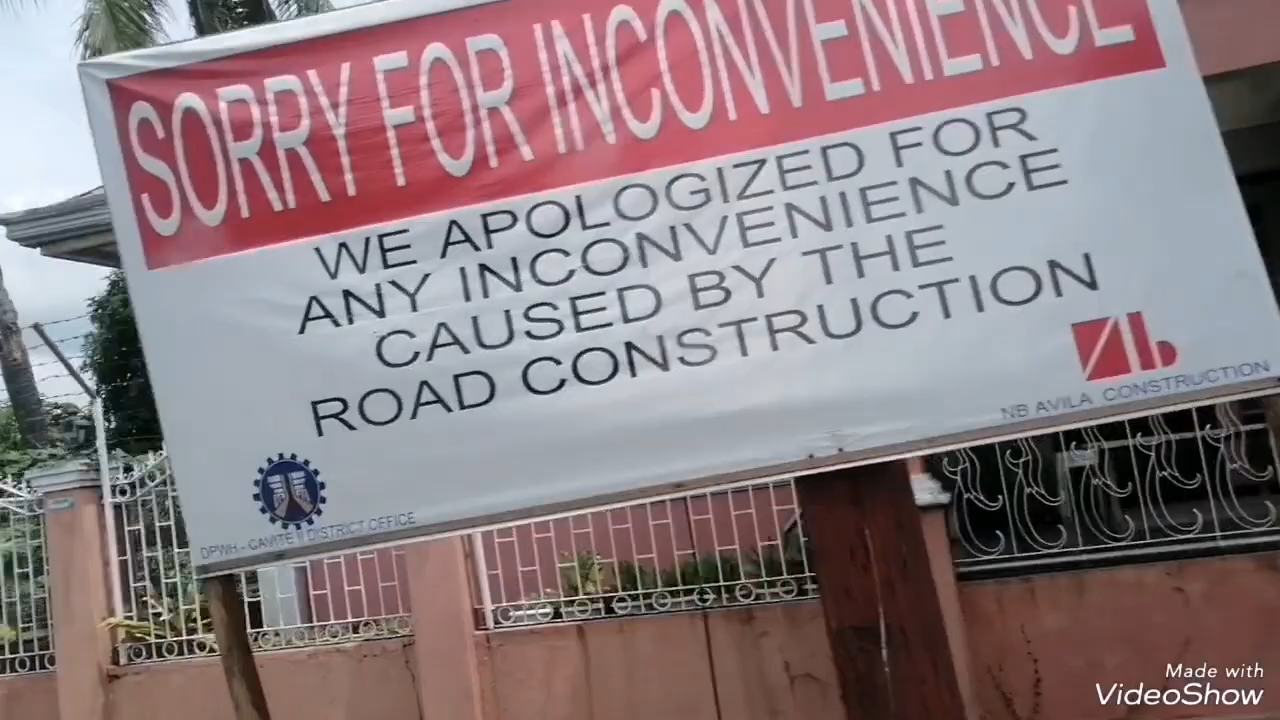 SORRY FOR INCONVENIENCE
WE APOLOGIZED FOR
ANY INCONVENIENCE
CAUSED BY THE
ROAD CONSTRUCTION
NB AVILA CONSTRUCTION
DPWH - CAVITE II DISTRICT OFFICE
Made with
VideoShow